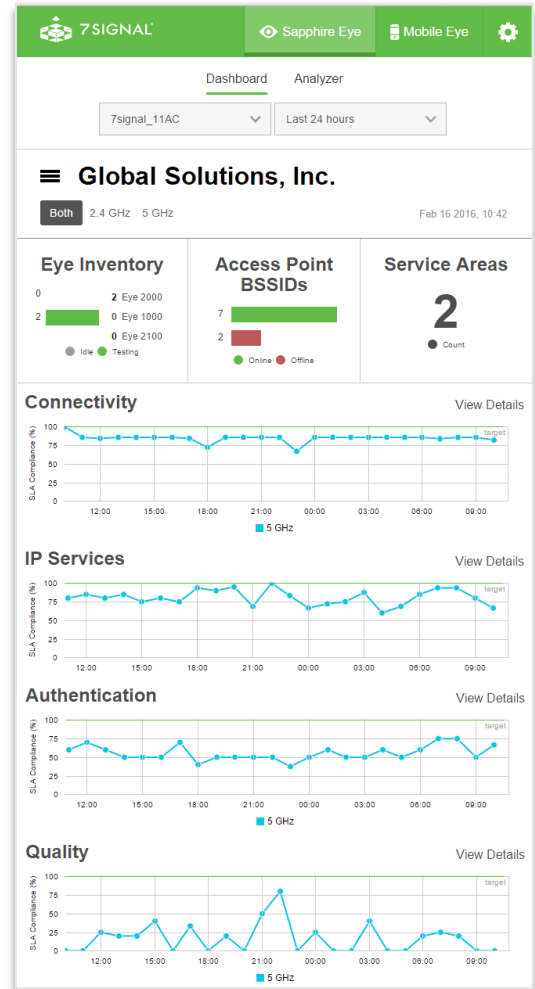 7SIGNAL
Sapphire Eye
Mobile Eye
Dashboard
Analyzer
7signal_11AC
Last 24 hours
Global Solutions, Inc.
Both 2.4 GHz 5 GHz
Feb 16 2016, 10:42
Eye Inventory
0
2
2 Eye 2000
0 Eye 1000
0 Eye 2100
Idle Testing
Access Point
BSSIDs
7
2
Online Offline
Service Areas
2
Count
Connectivity
View Details
SLA Compliance (%)
100
75
50
25
0
target
12:00 15:00 18:00 21:00 00:00 03:00 06:00 09:00
5 GHz
IP Services
View Details
SLA Compliance (%)
100
75
50
25
0
target
12:00 15:00 18:00 21:00 00:00 03:00 06:00 09:00
Authentication
View Details
SLA Compliance (%)
100
75
50
25
0
target
12:00 15:00 18:00 21:00 00:00 03:00 06:00 09:00
5 GHz
Quality
View Details
SLA Compliance (%)
100
75
50
25
0
target
12:00 15:00 18:00 21:00 00:00 03:00 06:00 09:00
5 GHz